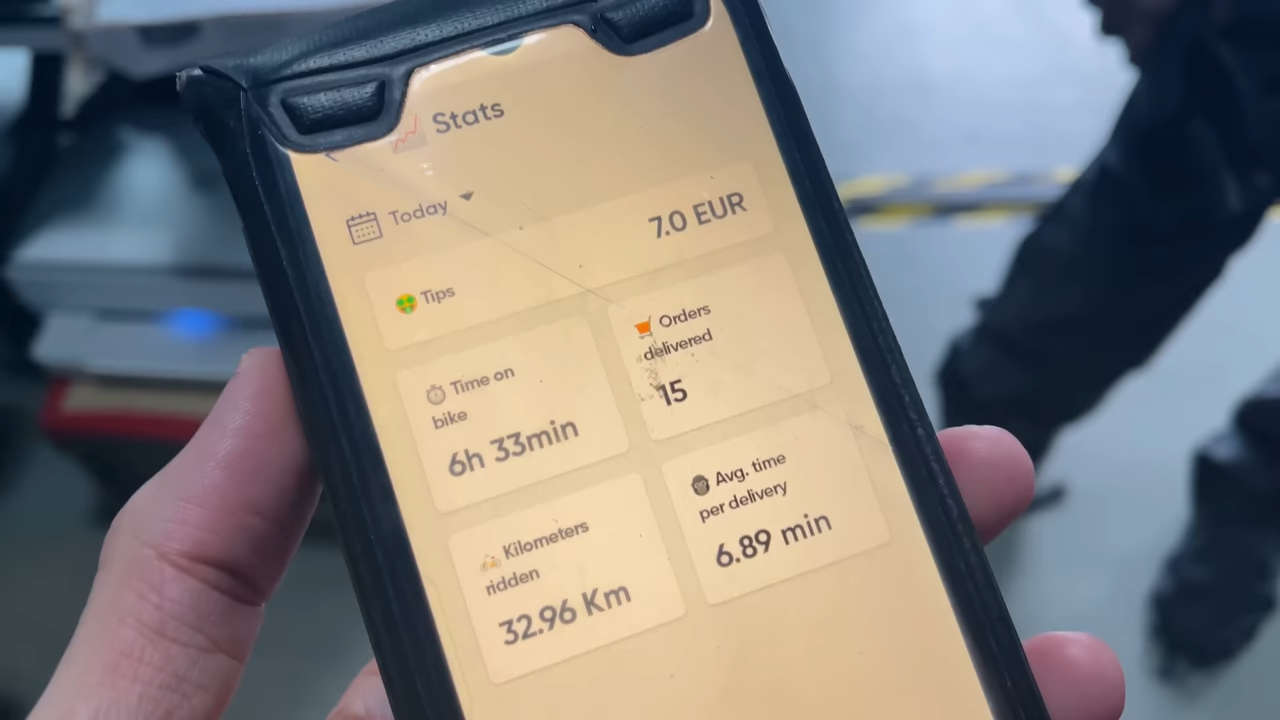 Stats
Today
Tips
7.0 EUR
Time on
bike
6h 33min
Orders
delivered
15
Kilometers
ridden
32.96 Km
Avg. time
per delivery
6.89 min